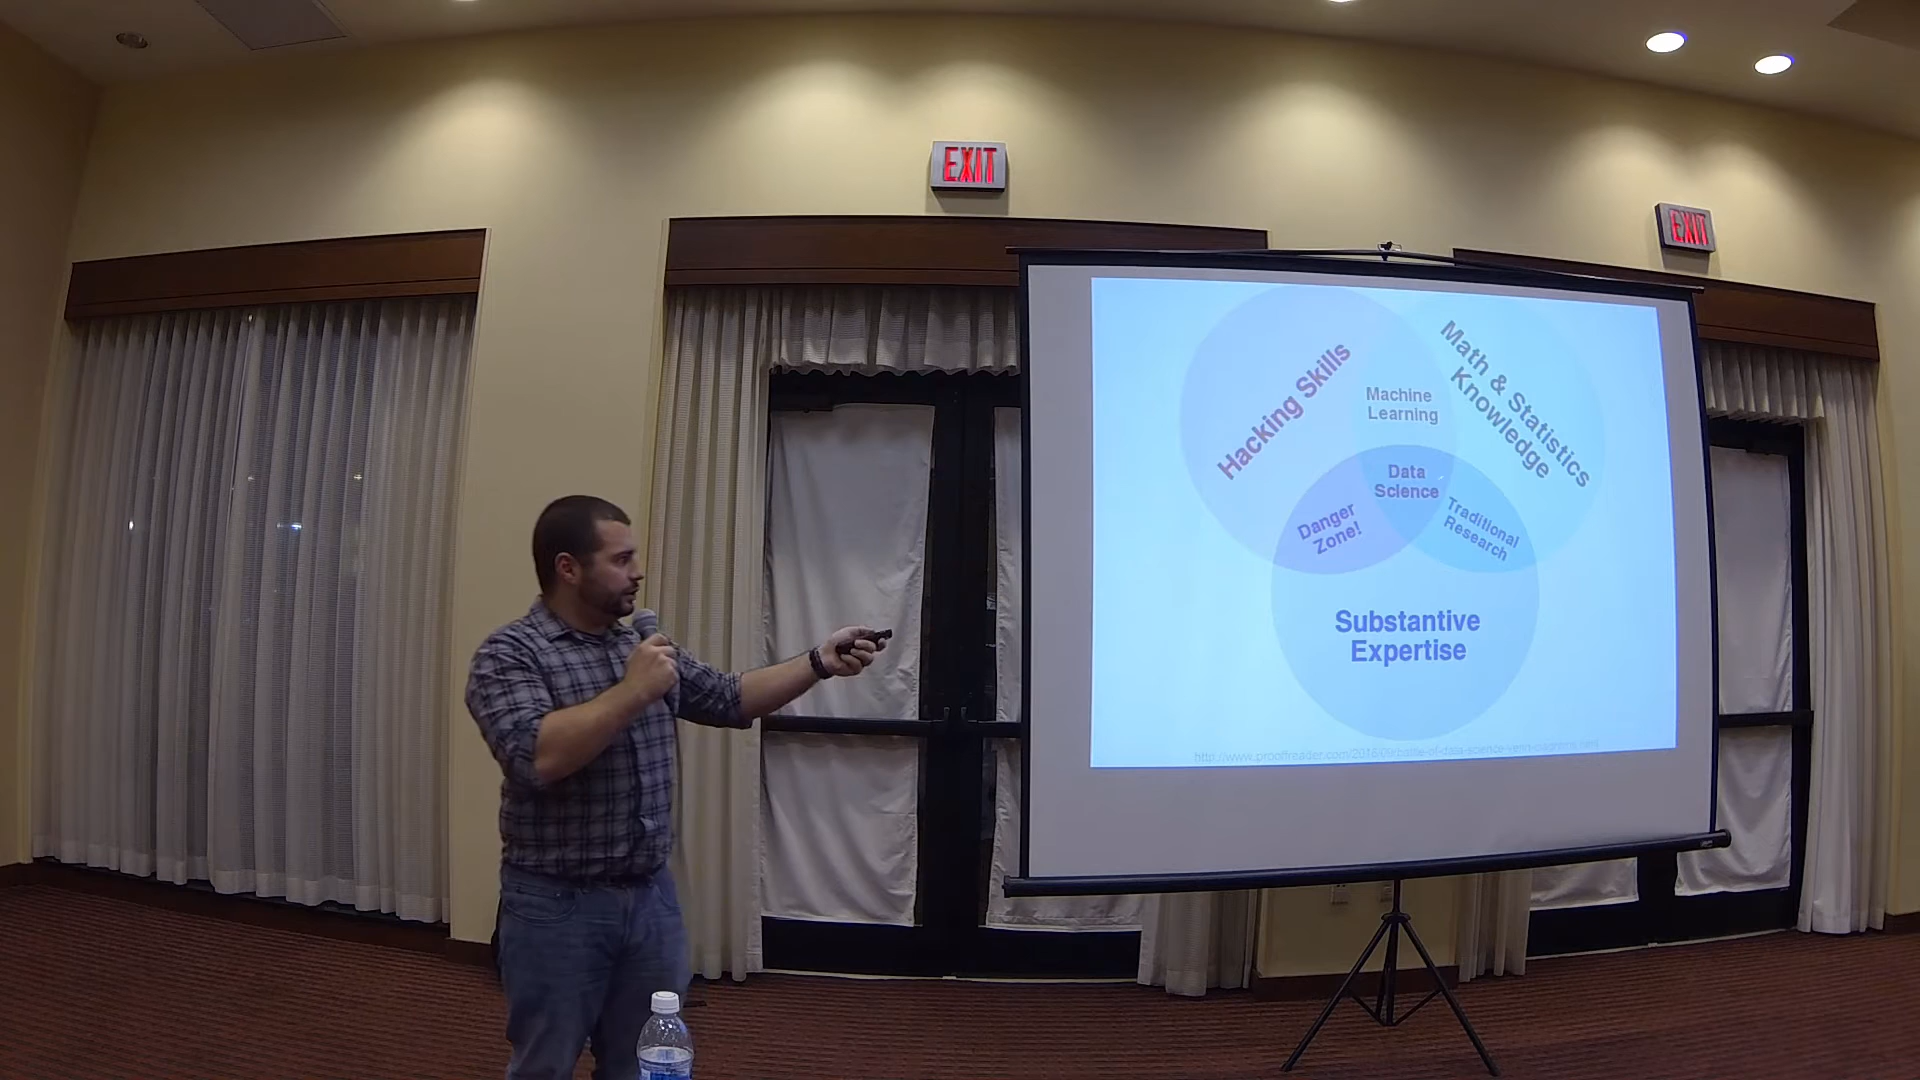 EXIT
EXIT
Hacking Skills
Math & Statistics
Knowledge
Machine
Learning
Data
Science
Danger
Zone!
Traditional
Research
Substantive
Expertise